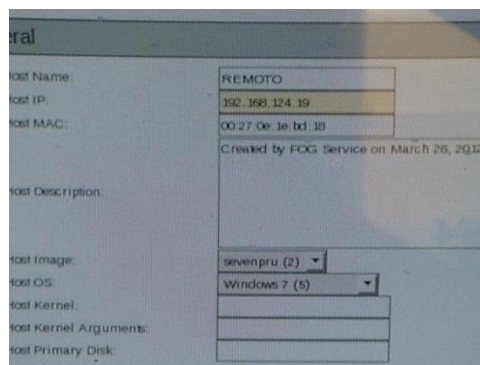 eral
Host Name: REMOTO
Host IP: 192.168.124.19
Host MAC: 00:27:0e:1e:bd:18
Created by FOG Service on March 26, 2012
Host Description:
Host Image: sevenpru (2)
Host OS: Windows 7 (5)
Host Kernel:
Host Kernel Arguments:
Host Primary Disk: